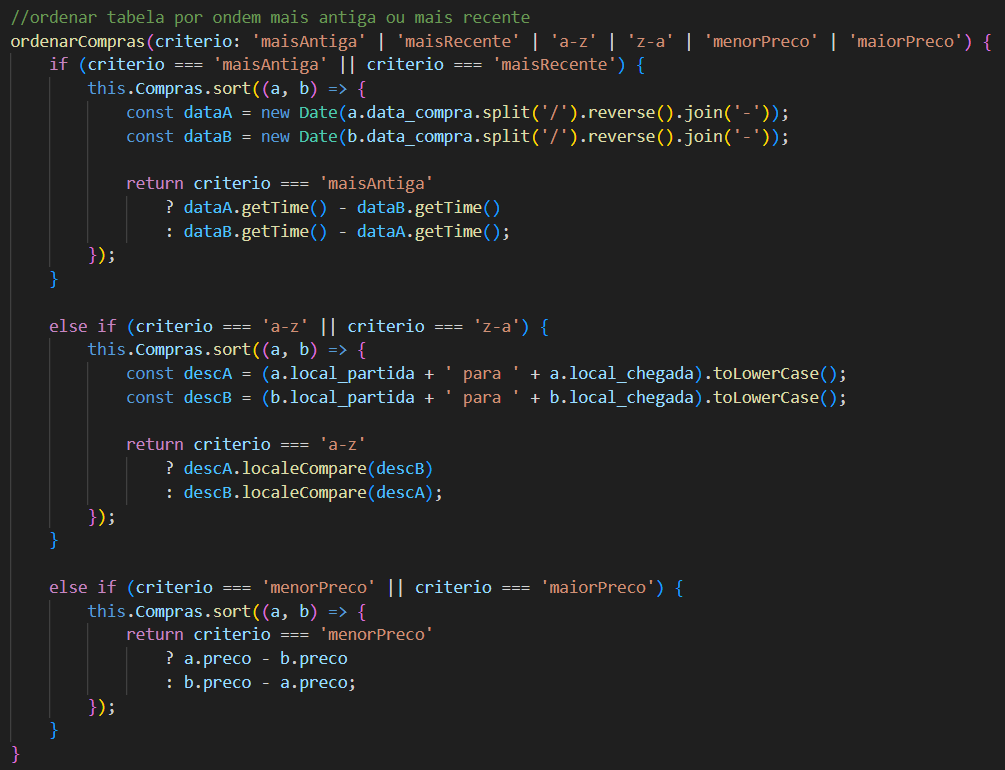 //ordenar tabela por ondem mais antiga ou mais recente
ordenarCompras(criterio: 'maisAntiga' | 'maisRecente' | 'a-z' | 'z-a' | 'menorPreco' | 'maiorPreco') {
    if (criterio === 'maisAntiga' || criterio === 'maisRecente') {
        this.Compras.sort((a, b) => {
            const dataA = new Date(a.data_compra.split('/').reverse().join('-'));
            const dataB = new Date(b.data_compra.split('/').reverse().join('-'));

            return criterio === 'maisAntiga'
                ? dataA.getTime() - dataB.getTime()
                : dataB.getTime() - dataA.getTime();
        });
    }

    else if (criterio === 'a-z' || criterio === 'z-a') {
        this.Compras.sort((a, b) => {
            const descA = (a.local_partida + ' para ' + a.local_chegada).toLowerCase();
            const descB = (b.local_partida + ' para ' + b.local_chegada).toLowerCase();

            return criterio === 'a-z'
                ? descA.localeCompare(descB)
                : descB.localeCompare(descA);
        });
    }

    else if (criterio === 'menorPreco' || criterio === 'maiorPreco') {
        this.Compras.sort((a, b) => {
            return criterio === 'menorPreco'
                ? a.preco - b.preco
                : b.preco - a.preco;
        });
    }
}